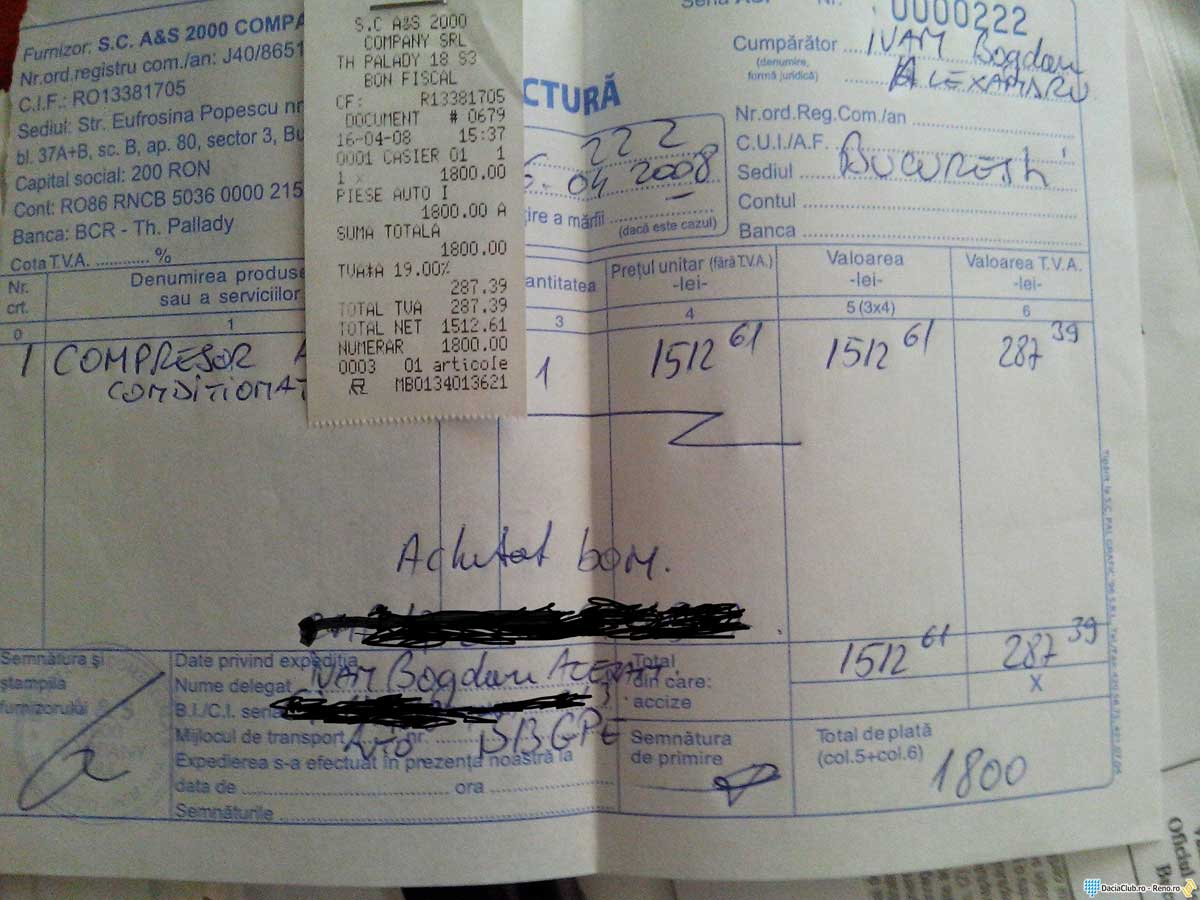 Seria
Nr.
0000222
Furnizor: S.C. A&S 2000 COMPA
Nr.ord.registru com./an: J40/8651
C.I.F.: RO13381705
Sediul: Str. Eufrosina Popescu nr
bl. 37A+B, sc. B, ap. 80, sector 3, Bu
Capital social: 200 RON
Cont: RO86 RNCB 5036 0000 215
Banca: BCR - Th. Pallady
Cota T.V.A. ............ %
S.C A&S 2000
COMPANY SRL
TH PALADY 18 S3
BON FISCAL
CF: R13381705
DOCUMENT # 0679
16-04-08 15:37
0001 CASIER 01 1
1 x 1800.00
PIESE AUTO I
1800.00 A
SUMA TOTALA
1800.00
TVA*A 19.00%
287.39
TOTAL TVA 287.39
TOTAL NET 1512.61
NUMERAR 1800.00
0003 01 articole
MB0134013621
CTURĂ
222
6.04 2008
ire a mărfii
(dacă este cazul)
Cumpărător IVAN Bogdan
(denumire,
formă juridică)
ALEXANDRU
Nr.ord.Reg.Com./an
C.U.I./A.F.
Sediul BUCURESTI
Contul
Banca
Nr.
crt.
Denumirea produse
sau a serviciilor
antitatea
Prețul unitar (fără T.V.A.)
-lei-
Valoarea
-lei-
Valoarea T.V.A.
-lei-
0 1 3 4 5 (3x4) 6
1 COMPRESOR A
CONDITIONAT
1 1512 61 1512 61 287 39
Achitat bon.
Semnătura și
ștampila
furnizorului
Date privind expediția
Nume delegat IVAN Bogdan
B.I./C.I. seria
Mijlocul de transport Auto nr. B GPE
Expedierea s-a efectuat în prezența noastră la
data de ora
Semnăturile
Total
din care:
accize
1512 61 287 39
X
Semnătura
de primire
Total de plată
(col.5+col.6)
1800
Oficial
DaciaClub.ro - Reno.ro